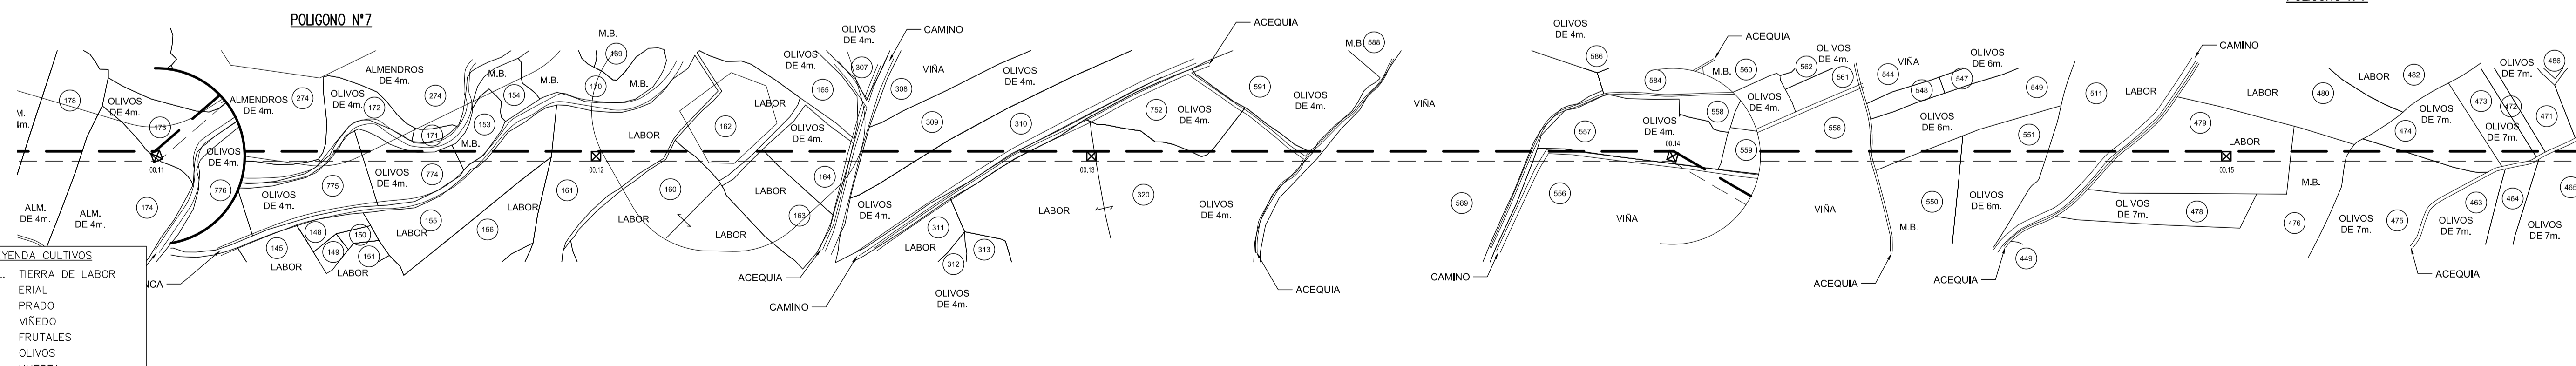 POLIGONO N°7
OLIVOS
DE 4m.
CAMINO
ACEQUIA
M.B.
588
OLIVOS
DE 4m.
ACEQUIA
OLIVOS
DE 4m.
OLIVOS
DE 6m.
CAMINO
OLIVOS
DE 7m.
486
169
ALMENDROS
DE 4m.
M.B.
M.B.
170
M.B.
OLIVOS
DE 4m.
307
VIÑA
OLIVOS
DE 4m.
586
584
M.B.
560
562
561
544
VIÑA
547
LABOR
482
178
OLIVOS
DE 4m.
ALMENDROS
DE 4m.
274
OLIVOS
DE 4m.
172
274
154
LABOR
165
308
591
OLIVOS
DE 4m.
VIÑA
OLIVOS
DE 4m.
548
549
511
LABOR
LABOR
480
473
472
471
173
171
153
M.B.
LABOR
162
OLIVOS
DE 4m.
309
310
752
OLIVOS
DE 4m.
557
OLIVOS
DE 4m.
558
556
OLIVOS
DE 6m.
551
479
474
OLIVOS
DE 7m.
OLIVOS
DE 7m.
OLIVOS
DE 4m.
559
LABOR
00.11
00.12
00.13
00.14
00.15
776
775
OLIVOS
DE 4m.
774
OLIVOS
DE 4m.
161
160
LABOR
164
320
OLIVOS
DE 4m.
589
556
VIÑA
VIÑA
550
OLIVOS
DE 6m.
M.B.
465
ALM.
DE 4m.
ALM.
DE 4m.
174
155
156
LABOR
LABOR
LABOR
163
OLIVOS
DE 4m.
LABOR
M.B.
OLIVOS
DE 7m.
478
476
OLIVOS
DE 7m.
475
OLIVOS
DE 7m.
463
464
OLIVOS
DE 7m.
145
148
150
149
151
LABOR
LABOR
LABOR
311
LABOR
312
313
449
ACEQUIA
CAMINO
OLIVOS
DE 4m.
ACEQUIA
CAMINO
ACEQUIA
ACEQUIA
ACEQUIA
CULTIVOS
TIERRA DE LABOR
ERIAL
PRADO
VIÑEDO
FRUTALES
OLIVOS